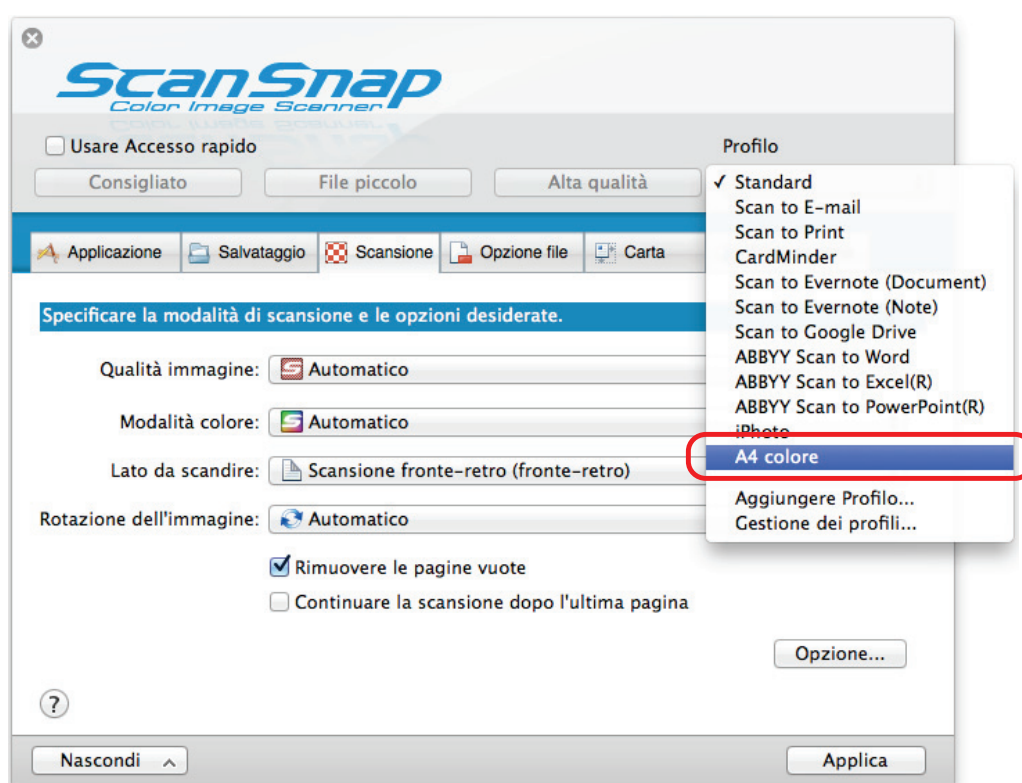 ScanSnap
Color Image Scanner
Usare Accesso rapido
Profilo
Consigliato
File piccolo
Alta qualità
✓ Standard
Scan to E-mail
Scan to Print
CardMinder
Scan to Evernote (Document)
Scan to Evernote (Note)
Scan to Google Drive
ABBYY Scan to Word
ABBYY Scan to Excel(R)
ABBYY Scan to PowerPoint(R)
iPhoto
A4 colore
Aggiungere Profilo...
Gestione dei profili...
Applicazione
Salvataggio
Scansione
Opzione file
Carta
Specificare la modalità di scansione e le opzioni desiderate.
Qualità immagine: Automatico
Modalità colore: Automatico
Lato da scandire: Scansione fronte-retro (fronte-retro)
Rotazione dell'immagine: Automatico
Rimuovere le pagine vuote
Continuare la scansione dopo l'ultima pagina
Opzione...
?
Nascondi
Applica